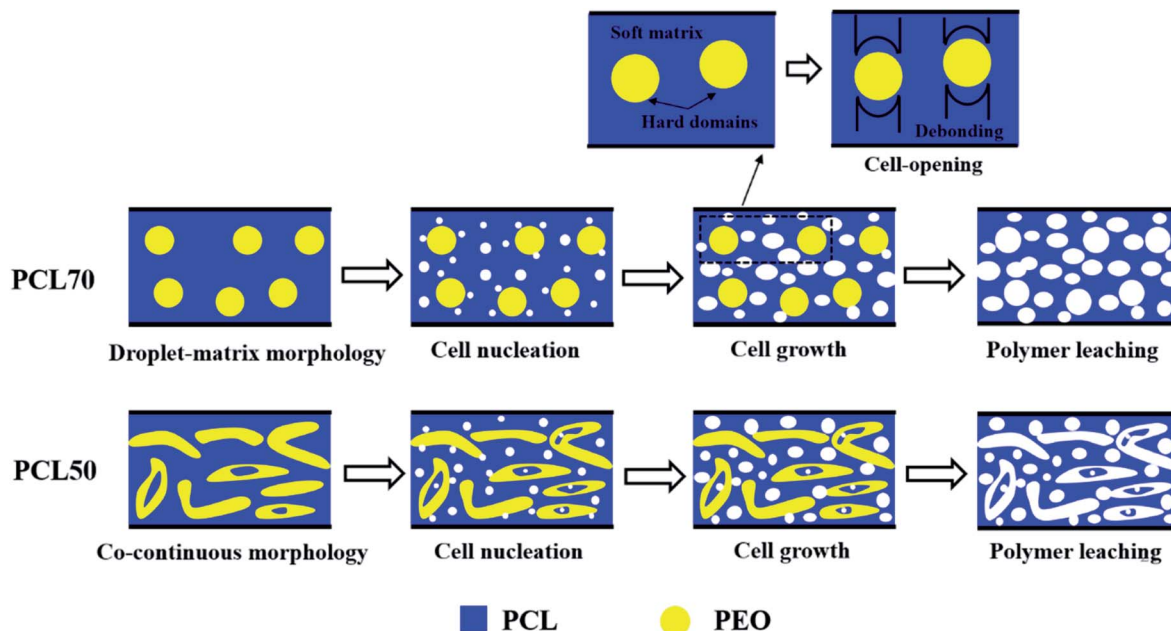 Soft matrix
Hard domains
Debonding
Cell-opening
PCL70
Droplet-matrix morphology
Cell nucleation
Cell growth
Polymer leaching
PCL50
Co-continuous morphology
Cell nucleation
Cell growth
Polymer leaching
PCL
PEO